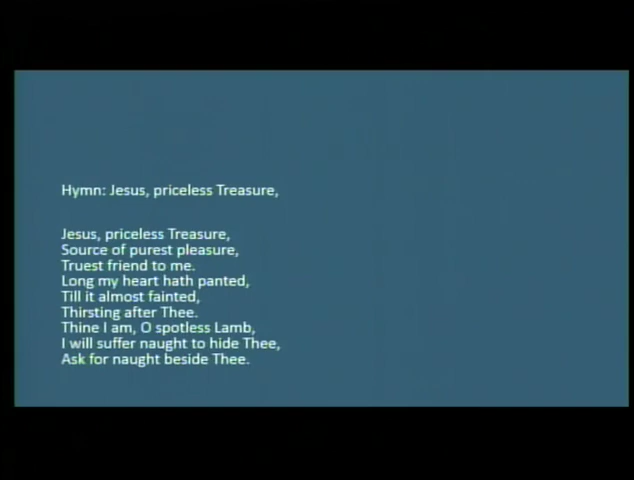 Hymn: Jesus, priceless Treasure,
Jesus, priceless Treasure,
Source of purest pleasure,
Truest friend to me.
Long my heart hath panted,
Till it almost fainted,
Thirsting after Thee.
Thine I am, O spotless Lamb,
I will suffer naught to hide Thee,
Ask for naught beside Thee.